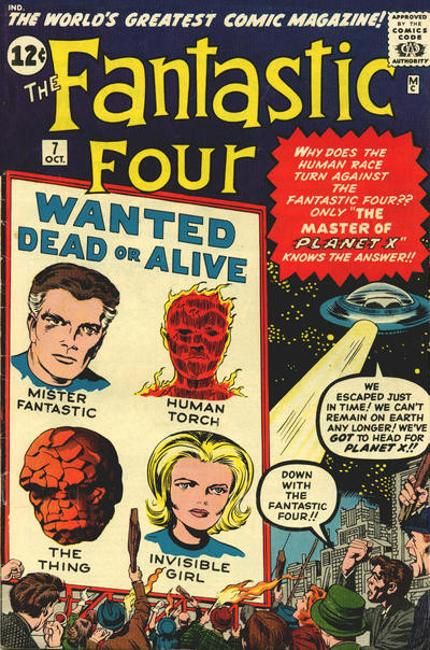 IND.
THE WORLD'S GREATEST COMIC MAGAZINE!
APPROVED
BY THE
COMICS
CODE
AUTHORITY
12¢
THE
Fantastic
FOUR
MC
7
OCT.
WHY DOES THE
HUMAN RACE
TURN AGAINST
THE
FANTASTIC FOUR??
ONLY "THE
MASTER OF
PLANET X"
KNOWS THE ANSWER!!
WANTED
DEAD OR ALIVE
MISTER
FANTASTIC
HUMAN
TORCH
THE
THING
INVISIBLE
GIRL
WE
ESCAPED JUST
IN TIME! WE CAN'T
REMAIN ON EARTH
ANY LONGER! WE'VE
GOT TO HEAD FOR
PLANET X!!
DOWN
WITH
THE
FANTASTIC
FOUR!!